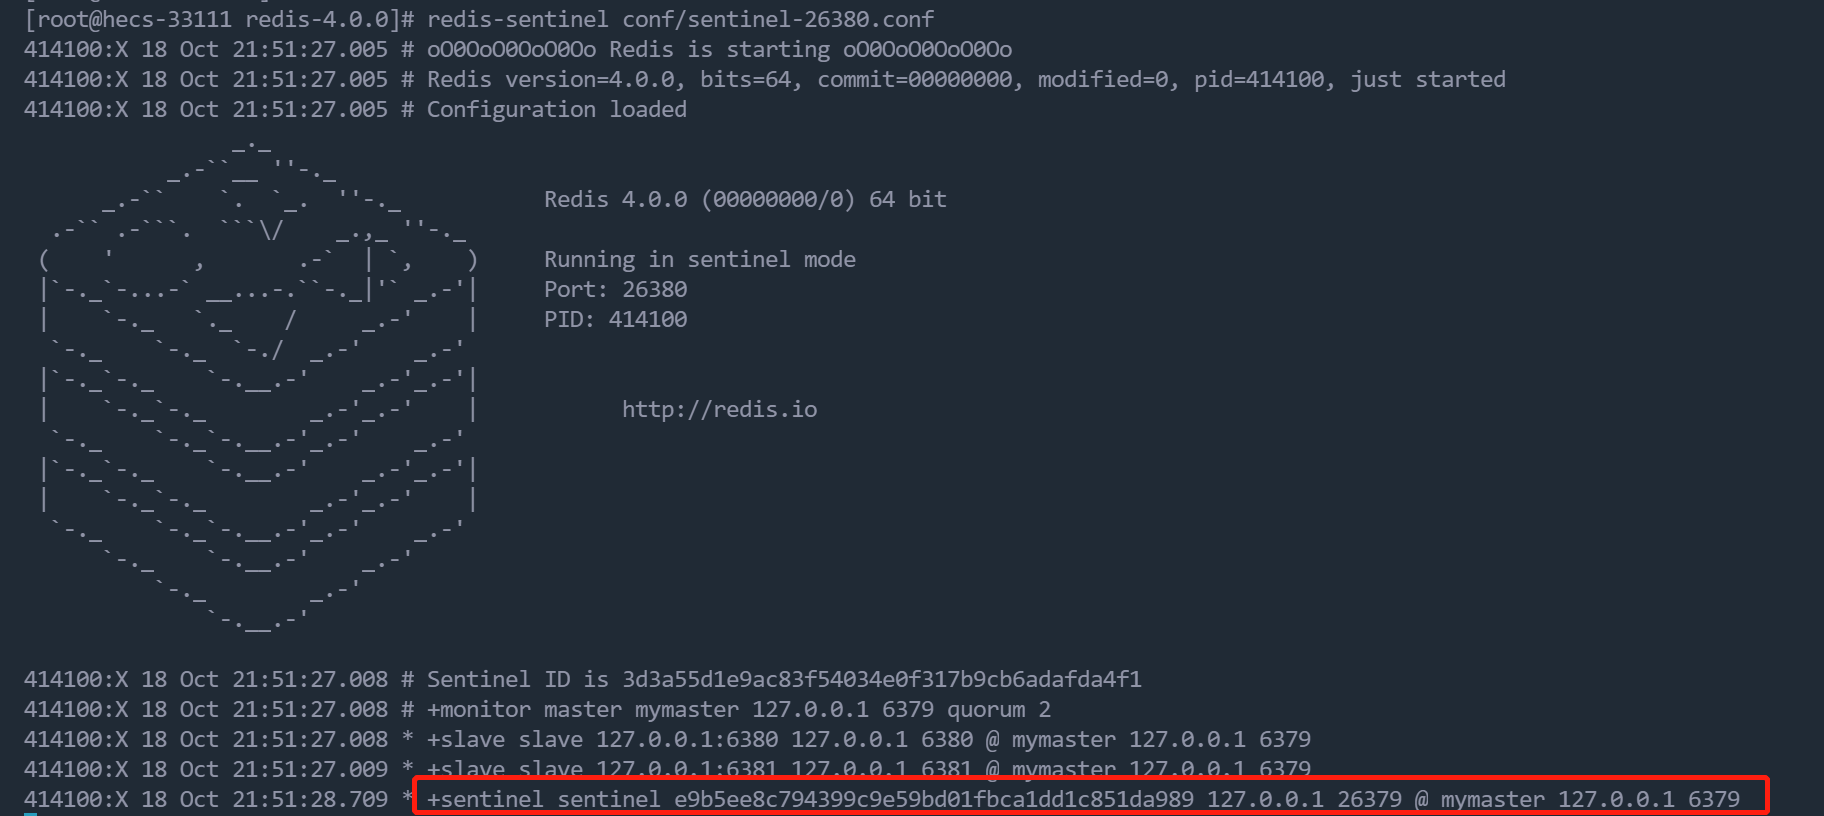 [root@hecs-33111 redis-4.0.0]# redis-sentinel conf/sentinel-26380.conf
414100:X 18 Oct 21:51:27.005 # oO0OoO0OoO0Oo Redis is starting oO0OoO0OoO0Oo
414100:X 18 Oct 21:51:27.005 # Redis version=4.0.0, bits=64, commit=00000000, modified=0, pid=414100, just started
414100:X 18 Oct 21:51:27.005 # Configuration loaded
Redis 4.0.0 (00000000/0) 64 bit
Running in sentinel mode
Port: 26380
PID: 414100
http://redis.io
414100:X 18 Oct 21:51:27.008 # Sentinel ID is 3d3a55d1e9ac83f54034e0f317b9cb6adafda4f1
414100:X 18 Oct 21:51:27.008 # +monitor master mymaster 127.0.0.1 6379 quorum 2
414100:X 18 Oct 21:51:27.008 * +slave slave 127.0.0.1:6380 127.0.0.1 6380 @ mymaster 127.0.0.1 6379
414100:X 18 Oct 21:51:27.009 * +slave slave 127.0.0.1:6381 127.0.0.1 6381 @ mymaster 127.0.0.1 6379
414100:X 18 Oct 21:51:28.709 * +sentinel sentinel e9b5ee8c794399c9e59bd01fbca1dd1c851da989 127.0.0.1 26379 @ mymaster 127.0.0.1 6379